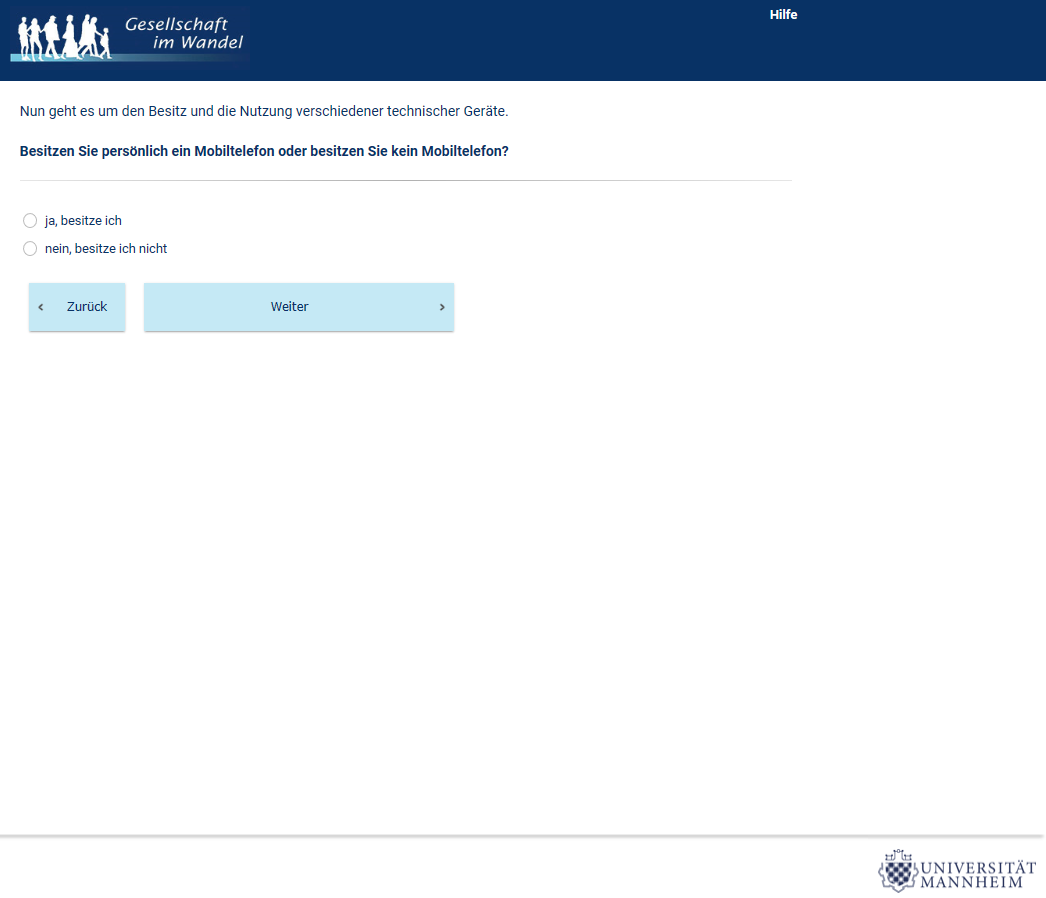 Gesellschaft
im Wandel
Hilfe
Nun geht es um den Besitz und die Nutzung verschiedener technischer Geräte.
Besitzen Sie persönlich ein Mobiltelefon oder besitzen Sie kein Mobiltelefon?
ja, besitze ich
nein, besitze ich nicht
‹ Zurück
Weiter ›
UNIVERSITÄT
MANNHEIM